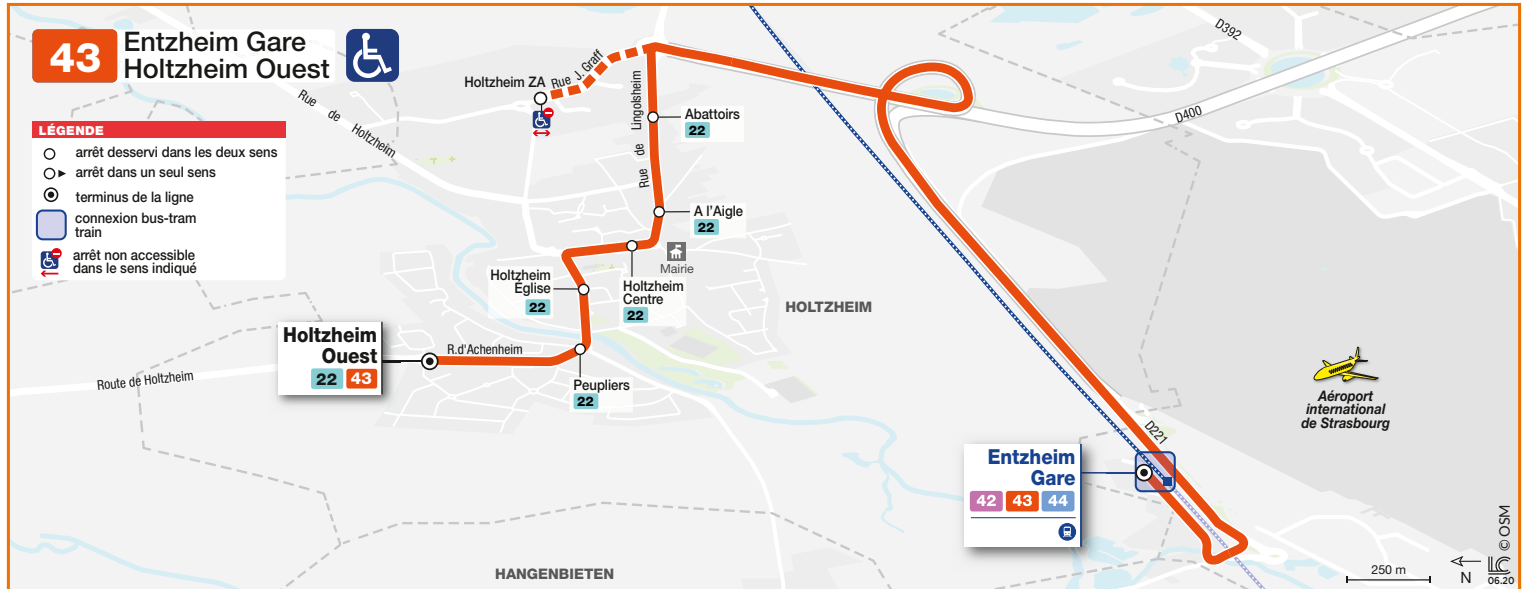 43
Entzheim Gare
Holtzheim Ouest
LÉGENDE
arrêt desservi dans les deux sens
arrêt dans un seul sens
terminus de la ligne
connexion bus-tram
train
arrêt non accessible
dans le sens indiqué
Rue de Holtzheim
Holtzheim ZA
Rue J. Graff
Rue de Lingolsheim
Abattoirs
22
A l'Aigle
22
Mairie
Holtzheim
Centre
22
Holtzheim
Église
22
HOLTZHEIM
Holtzheim
Ouest
22 43
R.d'Achenheim
Peupliers
22
Route de Holtzheim
HANGENBIETEN
D392
D400
D221
Aéroport
international
de Strasbourg
Entzheim
Gare
42 43 44
250 m
N
© OSM
06.20